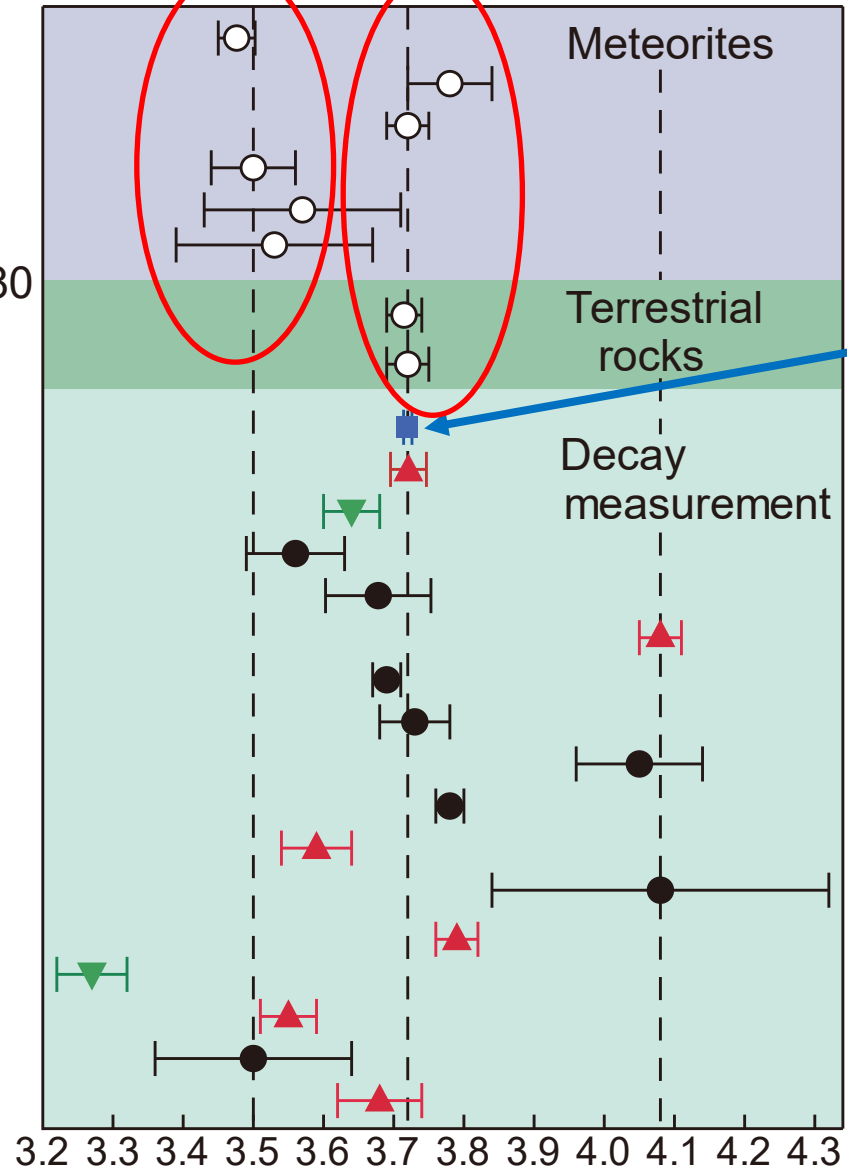 Meteorites
Terrestrial
rocks
Decay
measurement
3.2 3.3 3.4 3.5 3.6 3.7 3.8 3.9 4.0 4.1 4.2 4.3